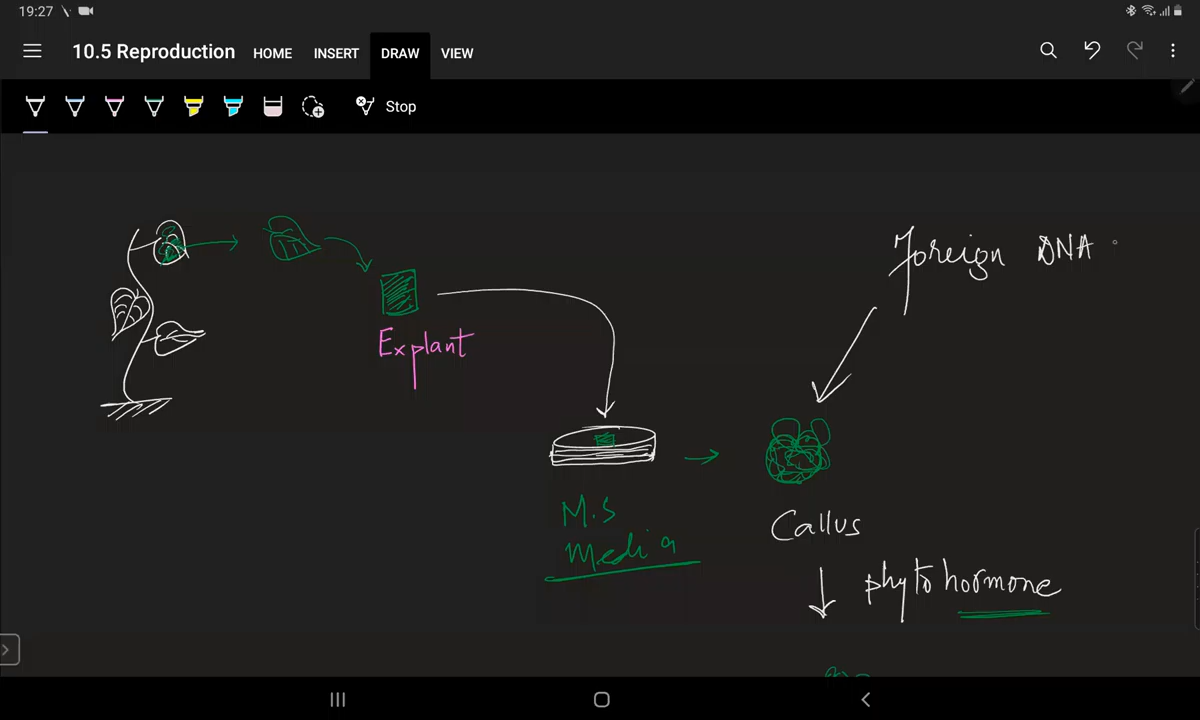 19:27
10.5 Reproduction HOME INSERT DRAW VIEW
Stop
Foreign DNA
Explant
M.S
Media
Callus
phytohormone